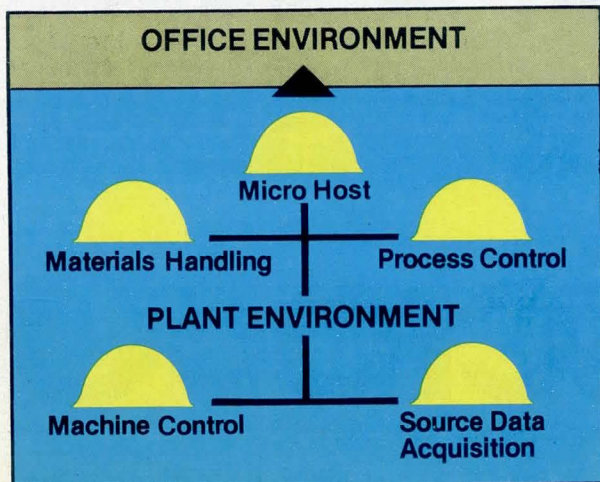 OFFICE ENVIRONMENT
Micro Host
Materials Handling
Process Control
PLANT ENVIRONMENT
Machine Control
Source Data
Acquisition